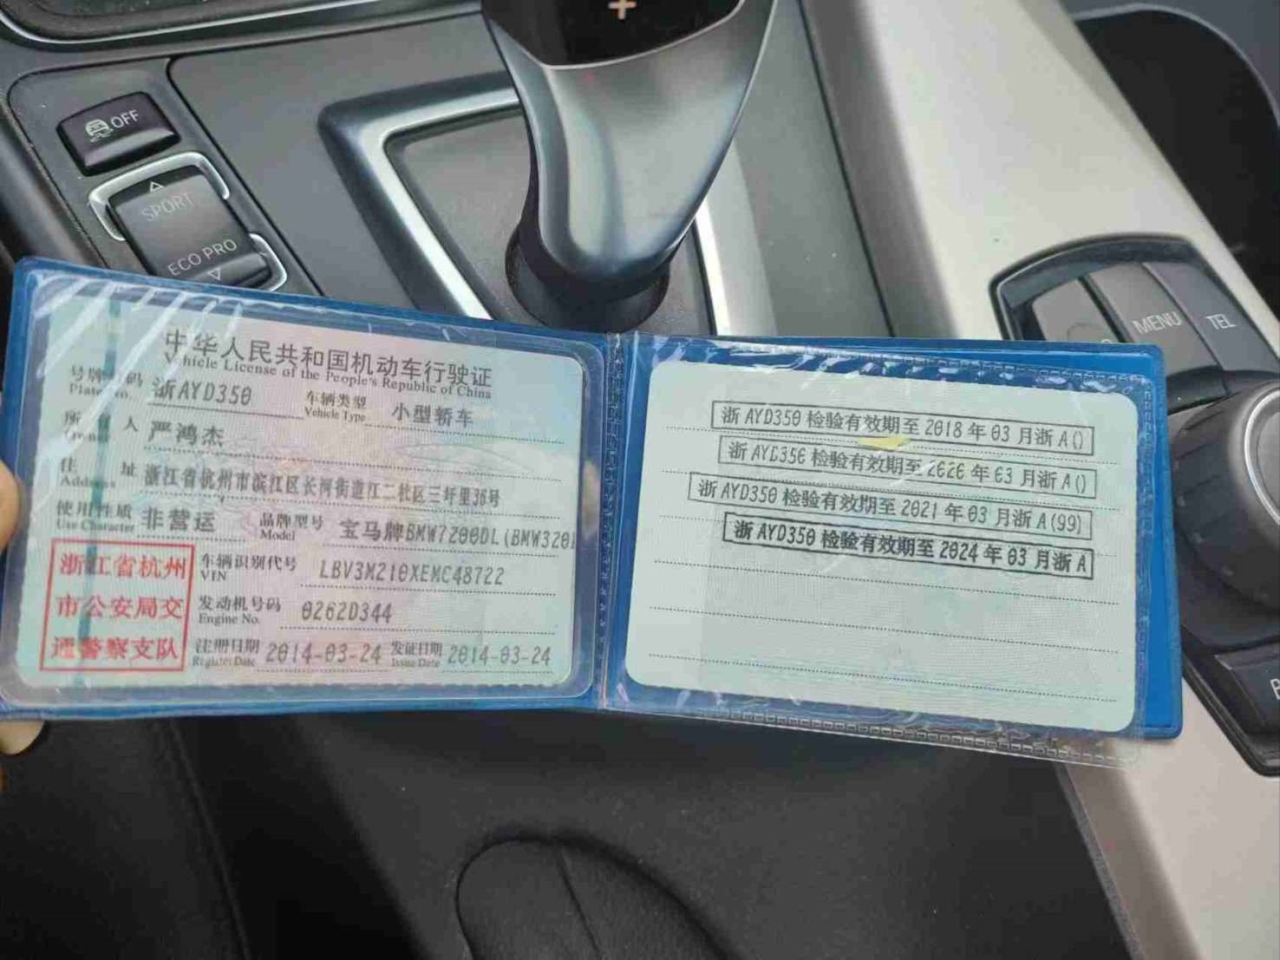 +
OFF
SPORT
ECO PRO
MENU
TEL
中华人民共和国机动车行驶证
Vehicle License of the People's Republic of China
号牌号码 浙AYD350 车辆类型 小型轿车
Plate No. Vehicle Type
所有人 严鸿杰
Owner
住址 浙江省杭州市滨江区长河街道江二社区三坪里36号
Address
使用性质 非营运 品牌型号 宝马牌BMW7200DL(BMW320
Use Character Model
浙江省杭州
市公安局交
通警察支队
车辆识别代号 LBV3M210XEMC48722
VIN
发动机号码 0262D344
Engine No.
注册日期 2014-03-24 发证日期 2014-03-24
Register Date Issue Date
浙AYD350检验有效期至2018年03月浙A()
浙AYD350检验有效期至2020年03月浙A()
浙AYD350检验有效期至2021年03月浙A(99)
浙AYD350检验有效期至2024年03月浙A